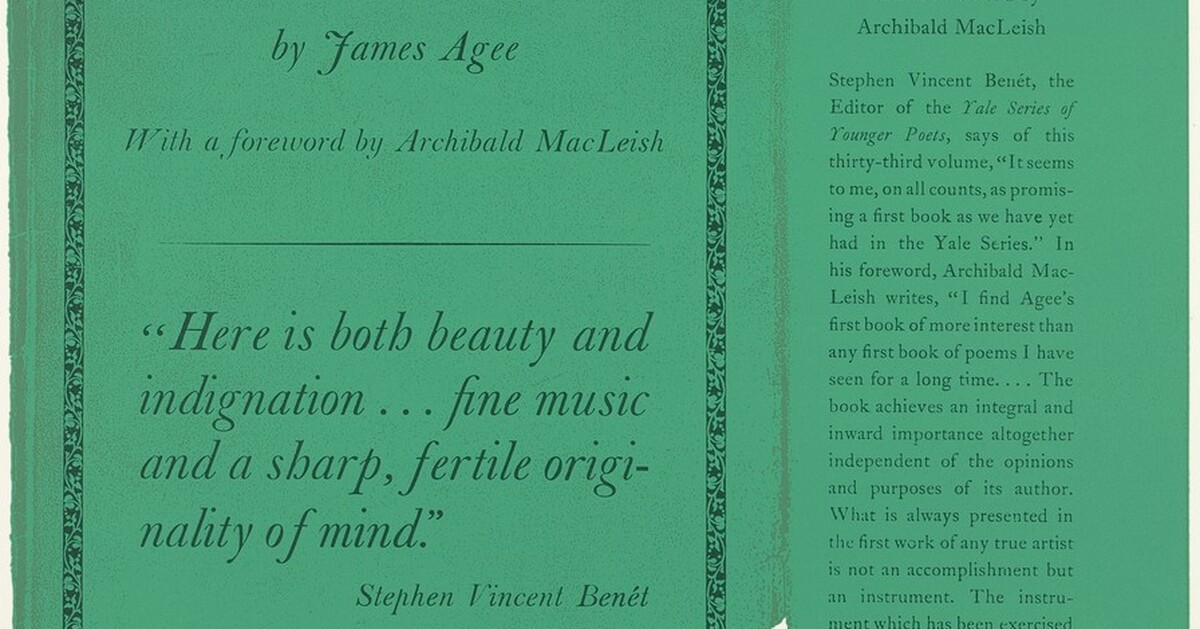 by James Agee
With a foreword by Archibald MacLeish
“Here is both beauty and
indignation . . . fine music
and a sharp, fertile origi-
nality of mind.”
Stephen Vincent Benét
Archibald MacLeish
Stephen Vincent Benét, the
Editor of the Yale Series of
Younger Poets, says of this
thirty-third volume, “It seems
to me, on all counts, as promis-
ing a first book as we have yet
had in the Yale Series.” In
his foreword, Archibald Mac-
Leish writes, “I find Agee’s
first book of more interest than
any first book of poems I have
seen for a long time. . . . The
book achieves an integral and
inward importance altogether
independent of the opinions
and purposes of its author.
What is always presented in
the first work of any true artist
is not an accomplishment but
an instrument. The instru-
ment which has been exercised